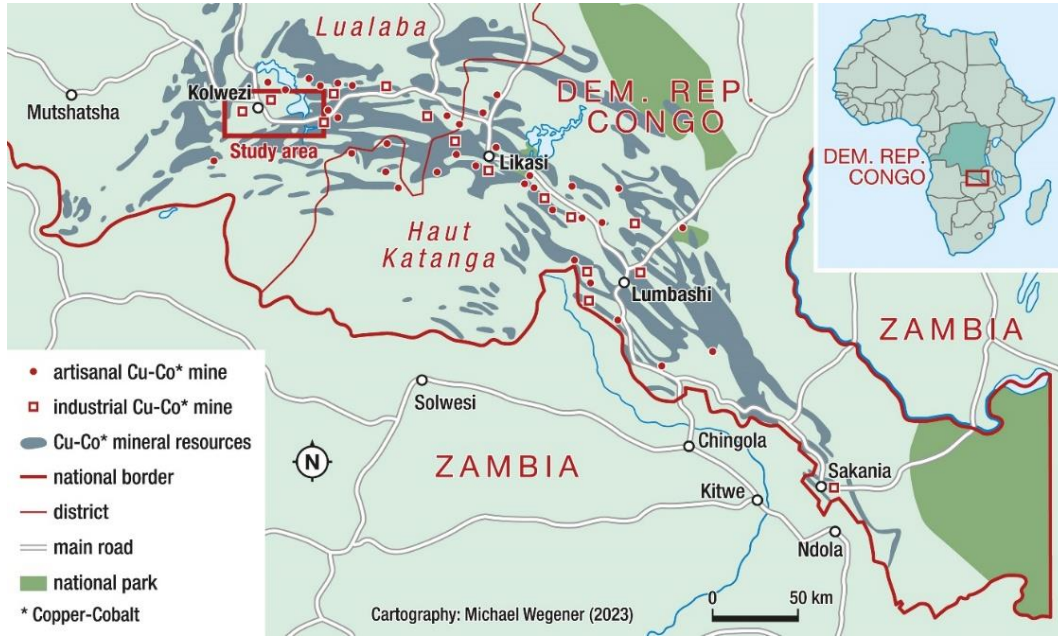 Lualaba
Mutshatsha
Kolwezi
Study area
DEM. REP.
CONGO
Likasi
Haut
Katanga
Lumbashi
ZAMBIA
DEM. REP.
CONGO
artisanal Cu-Co* mine
industrial Cu-Co* mine
Cu-Co* mineral resources
national border
district
main road
national park
* Copper-Cobalt
N
Solwesi
ZAMBIA
Chingola
Kitwe
Sakania
Ndola
Cartography: Michael Wegener (2023)
0 50 km